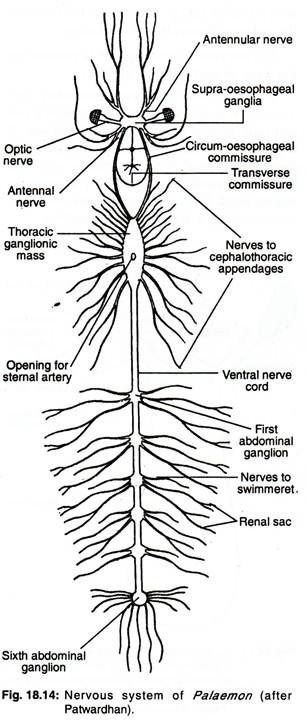 Antennular nerve
Supra-oesophageal
ganglia
Optic
nerve
Circum-oesophageal
commissure
Transverse
commissure
Antennal
nerve
Thoracic
ganglionic
mass
Nerves to
cephalothoracic
appendages
Opening for
sternal artery
Ventral nerve
cord
First
abdominal
ganglion
Nerves to
swimmeret.
Renal sac
Sixth abdominal
ganglion
Fig. 18.14: Nervous system of Palaemon (after
Patwardhan).